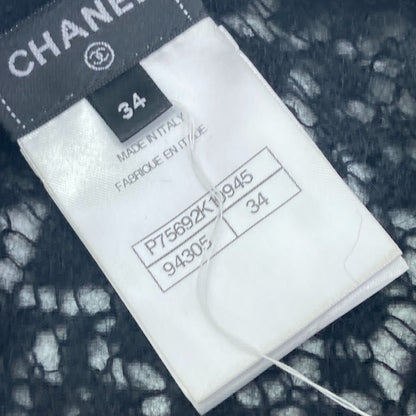 CHANEL
34
MADE IN ITALY
FABRIQUE EN ITALIE
P75692K10945
94305 34